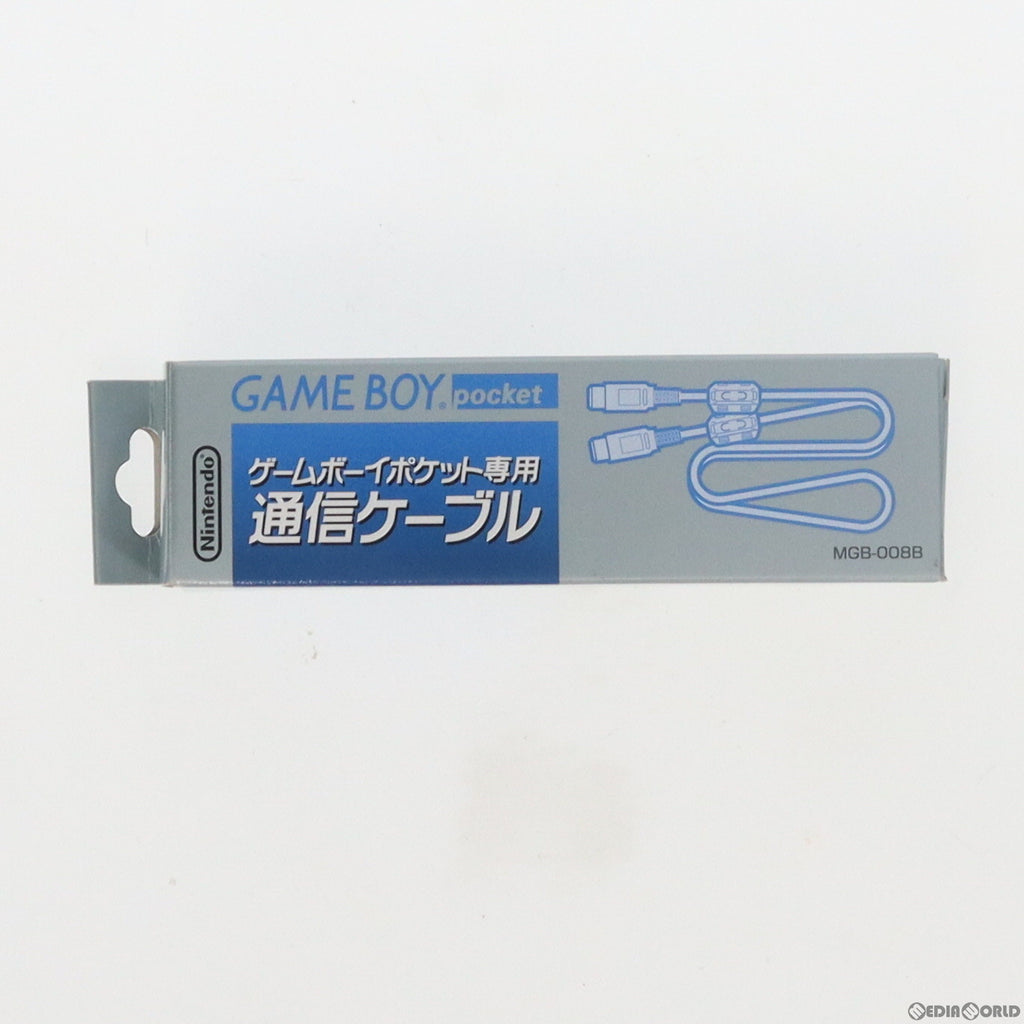 GAME BOY® pocket
Nintendo®
ゲームボーイポケット専用
通信ケーブル
MGB-008B
©MEDIAWORLD